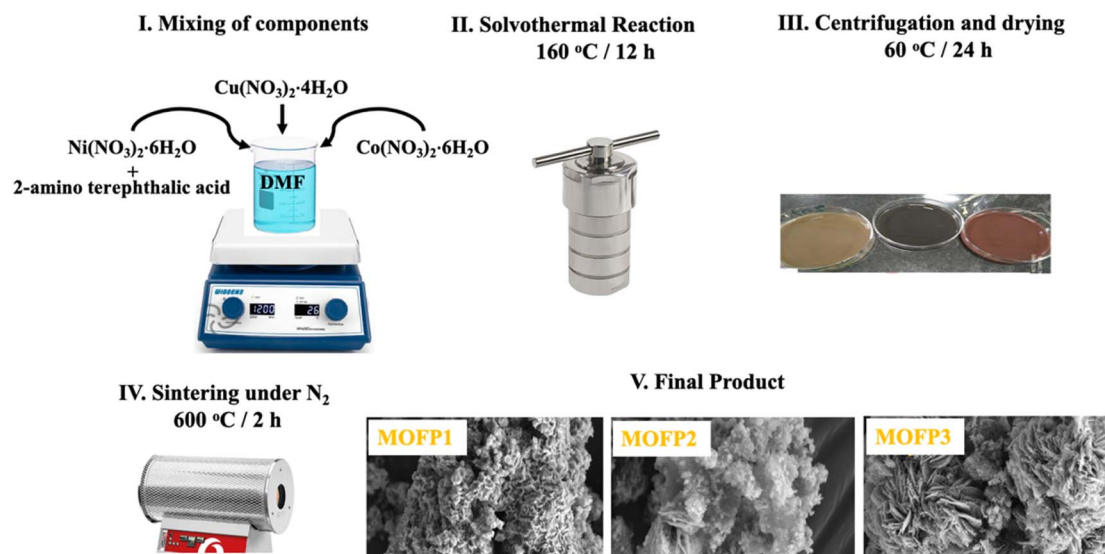 I. Mixing of components
Cu(NO₃)₂·4H₂O
Ni(NO₃)₂·6H₂O
+
2-amino terephthalic acid
Co(NO₃)₂·6H₂O
DMF
WIGGENS
1200
26
II. Solvothermal Reaction
160 °C / 12 h
III. Centrifugation and drying
60 °C / 24 h
IV. Sintering under N₂
600 °C / 2 h
V. Final Product
MOFP1
MOFP2
MOFP3